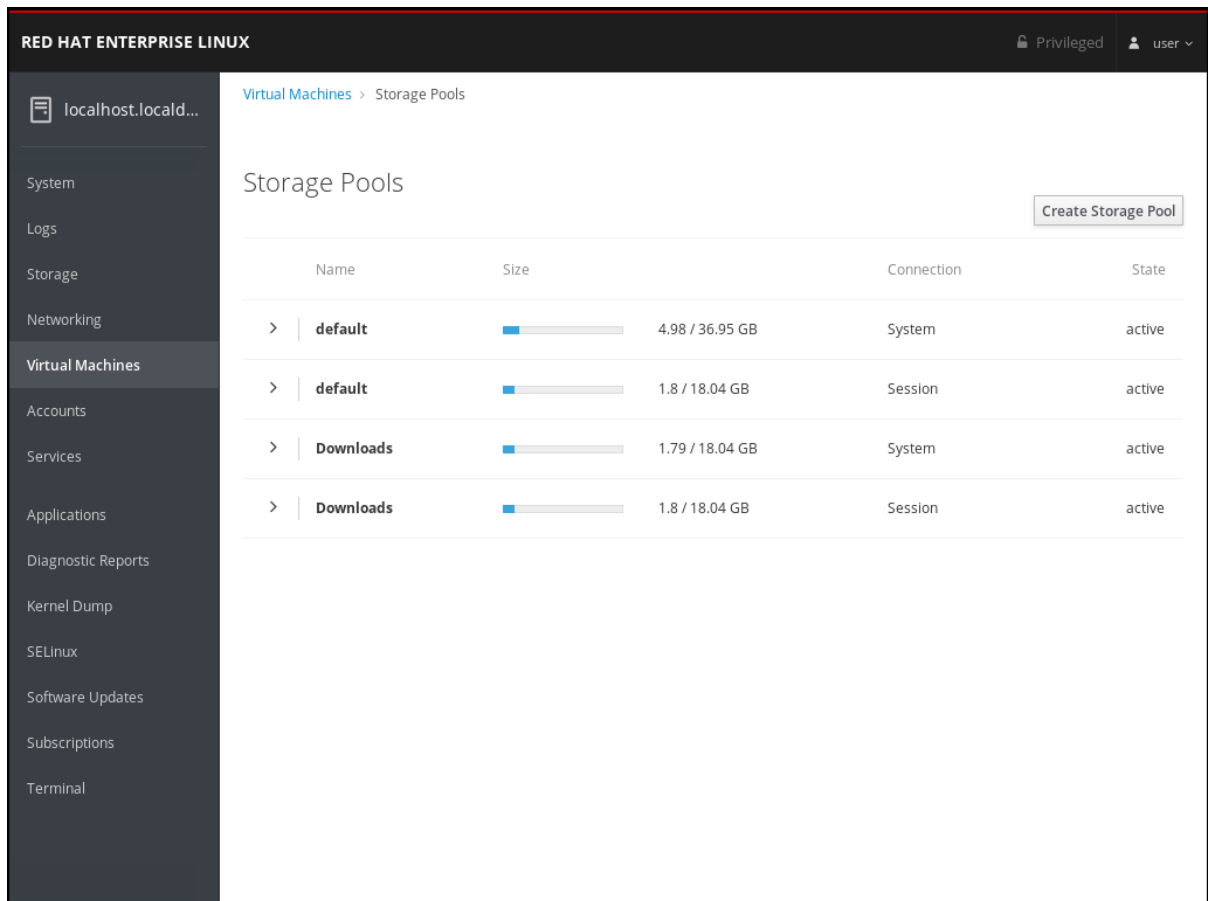 RED HAT ENTERPRISE LINUX
Privileged
user
localhost.locald...
Virtual Machines > Storage Pools
System
Logs
Storage
Networking
Virtual Machines
Accounts
Services
Applications
Diagnostic Reports
Kernel Dump
SELinux
Software Updates
Subscriptions
Terminal
Storage Pools
Create Storage Pool
Name Size Connection State
default 4.98 / 36.95 GB System active
default 1.8 / 18.04 GB Session active
Downloads 1.79 / 18.04 GB System active
Downloads 1.8 / 18.04 GB Session active